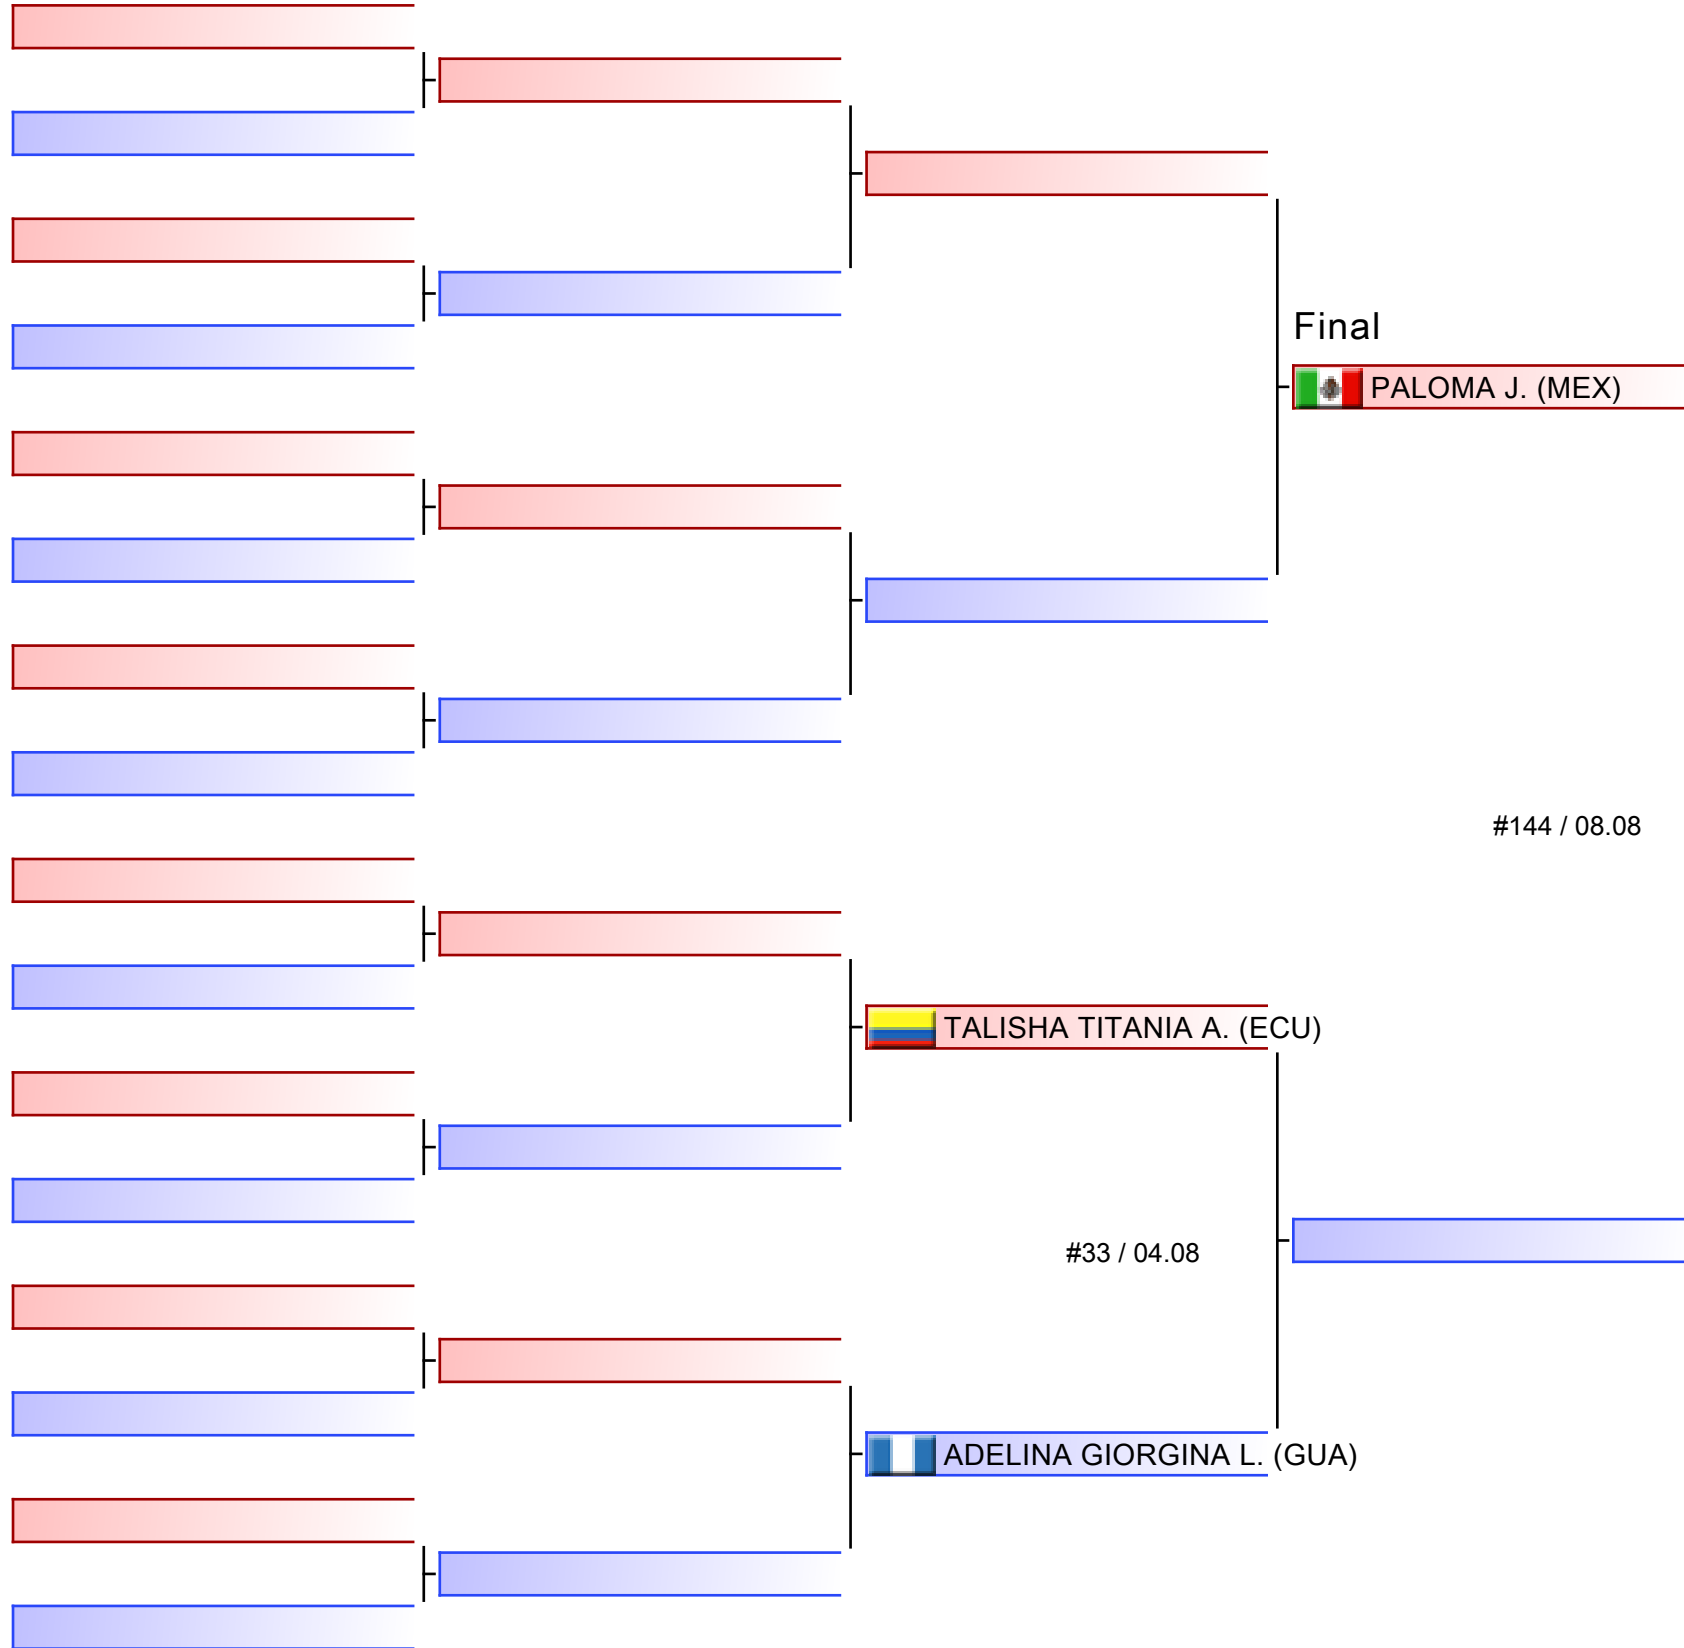 Final
PALOMA J. (MEX)
#144 / 08.08
TALISHA TITANIA A. (ECU)
#33 / 04.08
ADELINA GIORGINA L. (GUA)